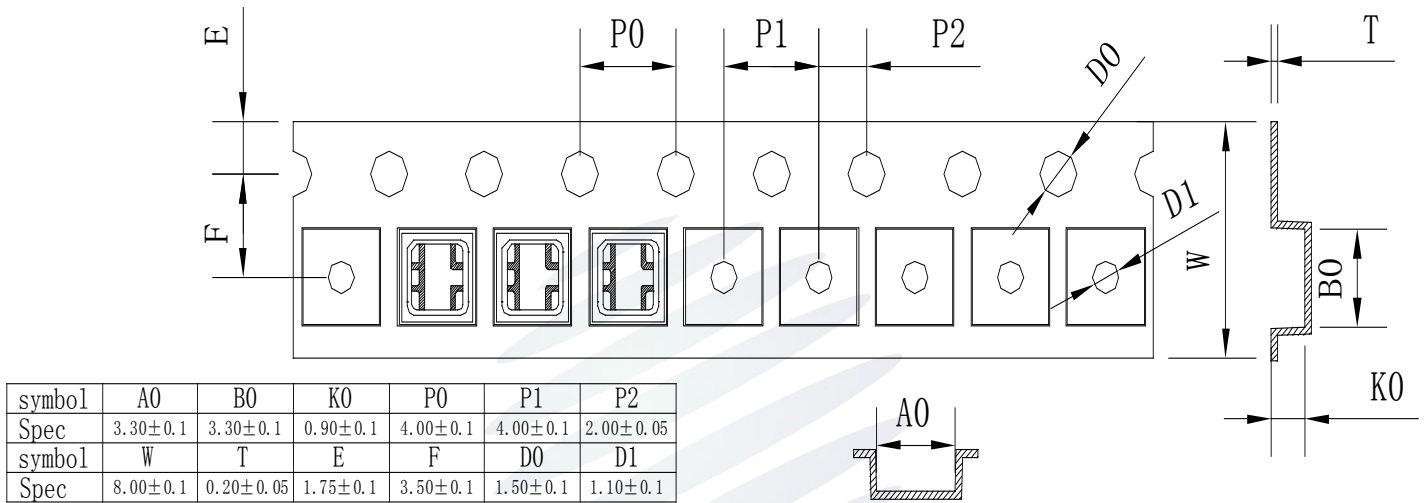 E
P0 P1 P2
T
D0
F
D1
W
B0
K0
A0
symbol A0 B0 K0 P0 P1 P2
Spec 3.30±0.1 3.30±0.1 0.90±0.1 4.00±0.1 4.00±0.1 2.00±0.05
symbol W T E F D0 D1
Spec 8.00±0.1 0.20±0.05 1.75±0.1 3.50±0.1 1.50±0.1 1.10±0.1